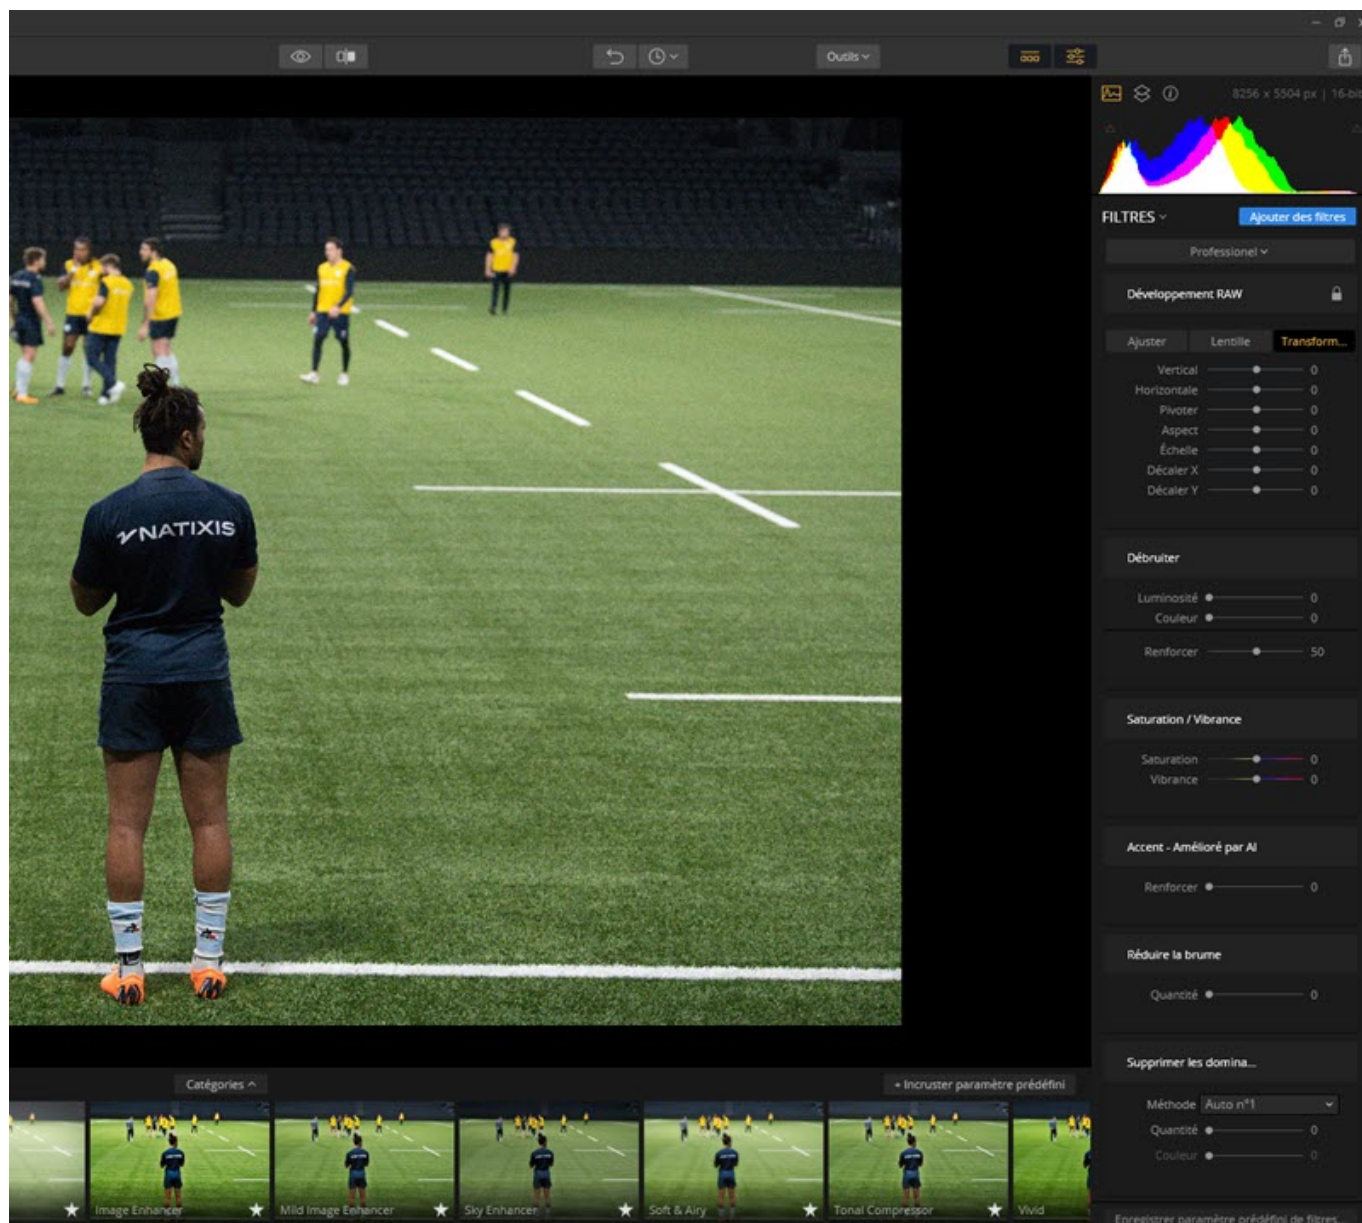 Outils
8256 x 5504 px | 16-bit
FILTRES
Ajouter des filtres
Professionel
Développement RAW
Ajuster Lentille Transform...
Vertical 0
Horizontale 0
Pivoter 0
Aspect 0
Échelle 0
Décaler X 0
Décaler Y 0
Débruiter
Luminosité 0
Couleur 0
Renforcer 50
Saturation / Vibrance
Saturation 0
Vibrance 0
Accent - Amélioré par AI
Renforcer 0
Réduire la brume
Quantité 0
Supprimer les domina...
Méthode Auto n°1
Quantité 0
Couleur 0
Enregistrer paramètre prédéfini de filtres
NATIXIS
Catégories
+ Incruster paramètre prédéfini
Image Enhancer
Mild Image Enhancer
Sky Enhancer
Soft & Airy
Tonal Compressor
Vivid